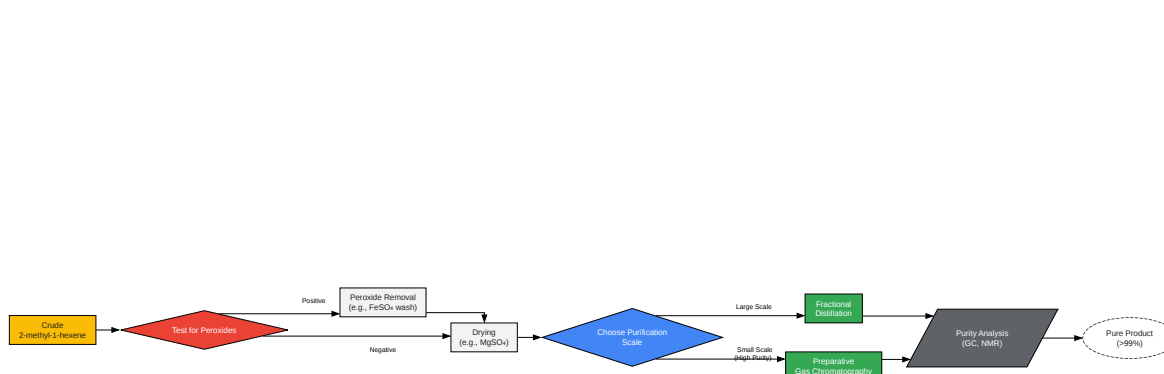 Crude
2-methyl-1-hexene
Test for Peroxides
Positive
Negative
Peroxide Removal
(e.g., FeSO₄ wash)
Drying
(e.g., MgSO₄)
Choose Purification
Scale
Large Scale
Small Scale
(High Purity)
Fractional
Distillation
Preparative
Gas Chromatography
Purity Analysis
(GC, NMR)
Pure Product
(>99%)